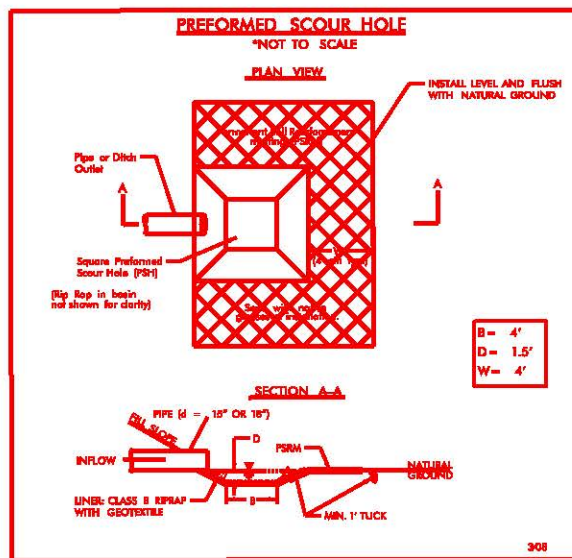 PREFORMED SCOUR HOLE
*NOT TO SCALE
PLAN VIEW
INSTALL LEVEL AND FLUSH
WITH NATURAL GROUND
Pipe or Ditch
Outlet
A
A
Square Preformed
Scour Hole (PSH)
(Rip Rap in basin
not shown for clarity)
B= 4'
D= 1.5'
W= 4'
SECTION A-A
PIPE (d = 15" OR 18")
FILL SLOPE
D
PSRM
INFLOW
NATURAL
GROUND
B
LINER: CLASS B RIPRAP
WITH GEOTEXTILE
MIN. 1' TUCK